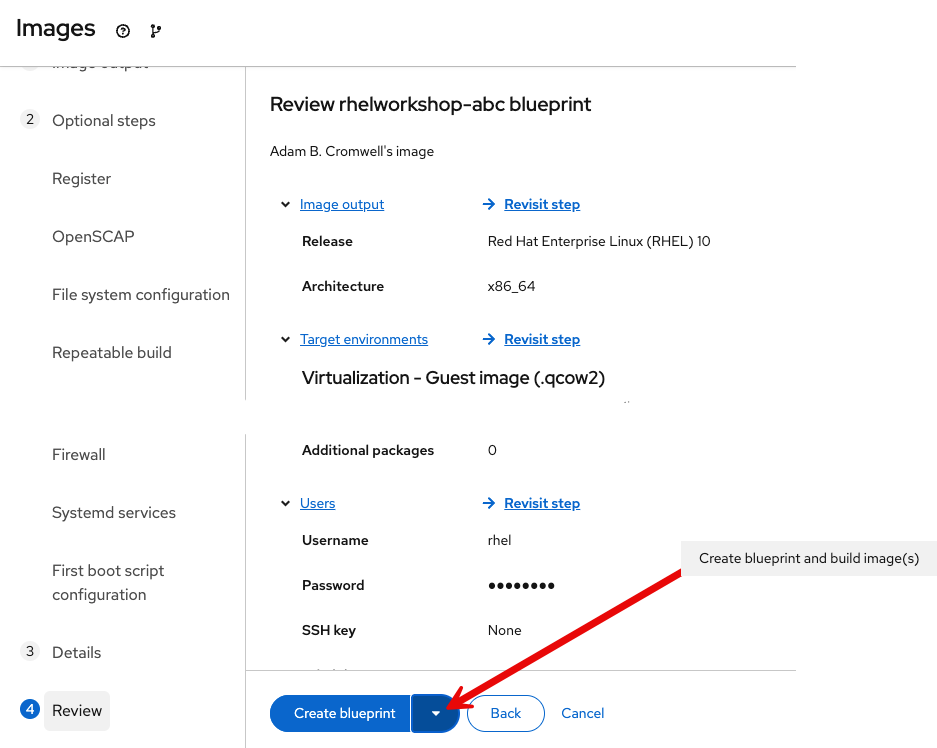 Images
Image output
2 Optional steps
Register
OpenSCAP
File system configuration
Repeatable build
Firewall
Systemd services
First boot script
configuration
3 Details
4 Review
Review rhelworkshop-abc blueprint
Adam B. Cromwell's image
Image output Revisit step
Release Red Hat Enterprise Linux (RHEL) 10
Architecture x86_64
Target environments Revisit step
Virtualization - Guest image (.qcow2)
Additional packages 0
Users Revisit step
Username rhel
Password ●●●●●●●●
SSH key None
Create blueprint and build image(s)
Create blueprint Back Cancel